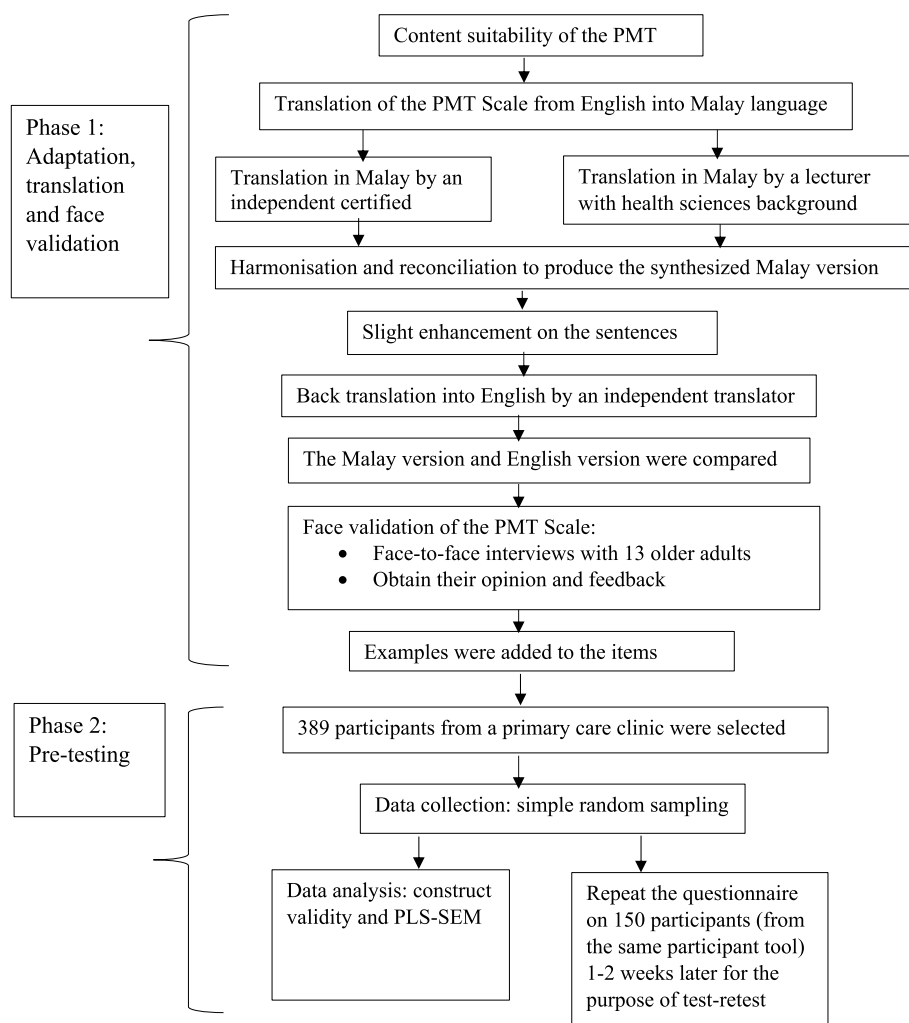 Content suitability of the PMT
Translation of the PMT Scale from English into Malay language
Phase 1:
Adaptation,
translation
and face
validation
Translation in Malay by an
independent certified
Translation in Malay by a lecturer
with health sciences background
Harmonisation and reconciliation to produce the synthesized Malay version
Slight enhancement on the sentences
Back translation into English by an independent translator
The Malay version and English version were compared
Face validation of the PMT Scale:
• Face-to-face interviews with 13 older adults
• Obtain their opinion and feedback
Examples were added to the items
Phase 2:
Pre-testing
389 participants from a primary care clinic were selected
Data collection: simple random sampling
Data analysis: construct
validity and PLS-SEM
Repeat the questionnaire
on 150 participants (from
the same participant tool)
1-2 weeks later for the
purpose of test-retest